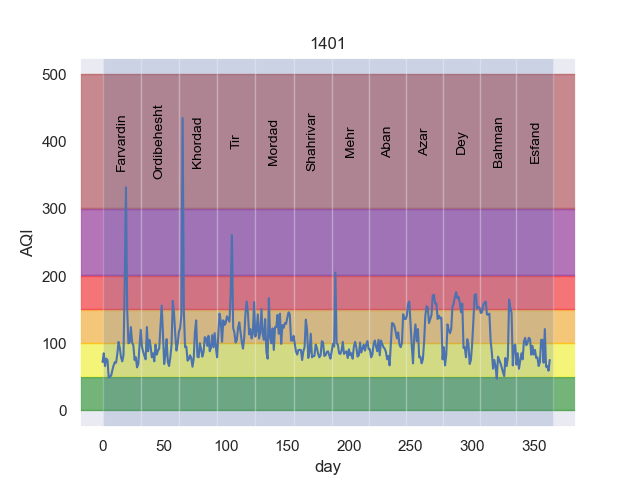 1401
AQI
500
400
300
200
100
0
Farvardin
Ordibehesht
Khordad
Tir
Mordad
Shahrivar
Mehr
Aban
Azar
Dey
Bahman
Esfand
0 50 100 150 200 250 300 350
day